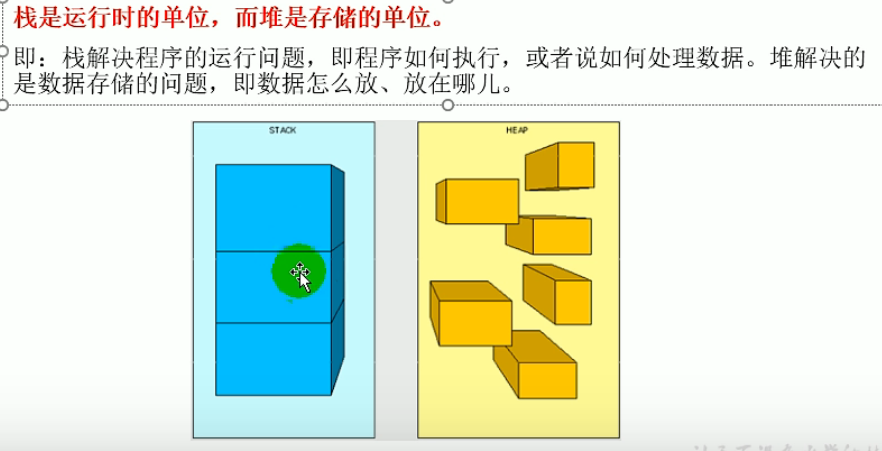 栈是运行时的单位，而堆是存储的单位。
即：栈解决程序的运行问题，即程序如何执行，或者说如何处理数据。堆解决的
是数据存储的问题，即数据怎么放、放在哪儿。
STACK
HEAP